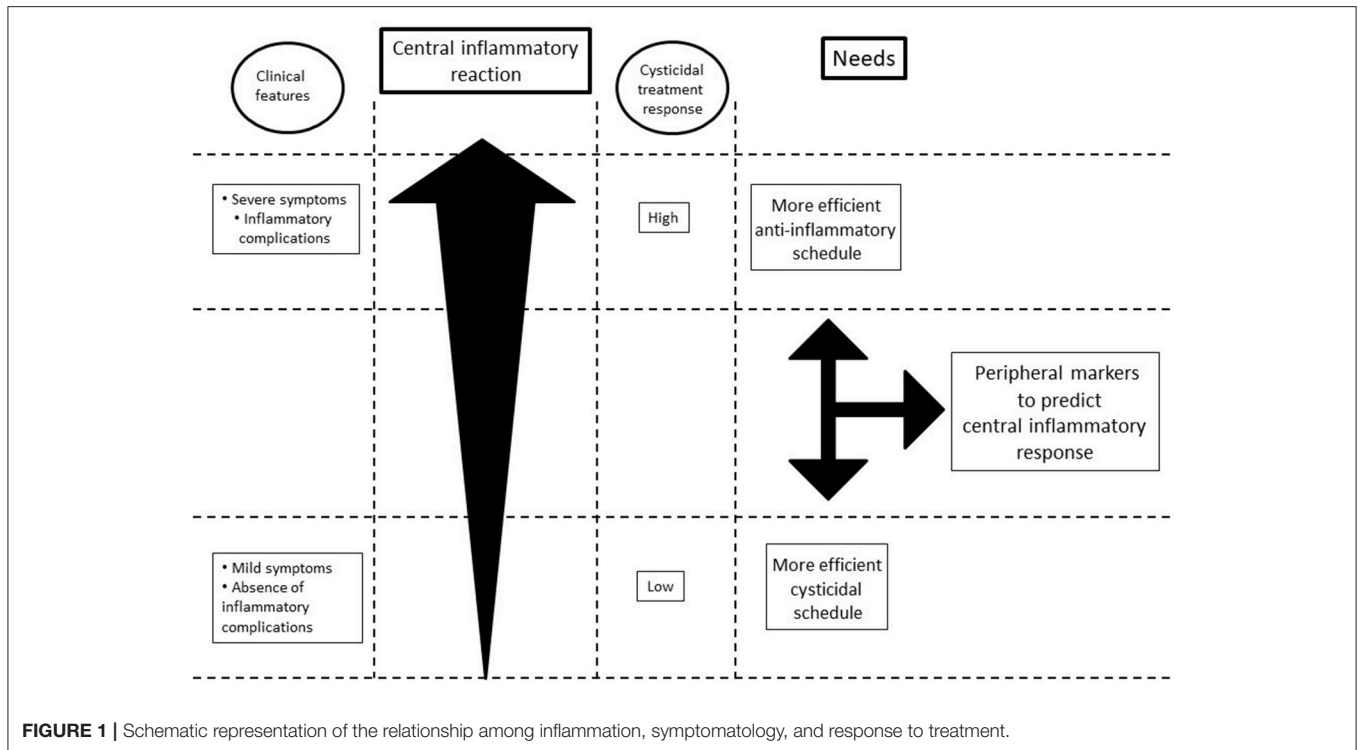 Clinical
features
Central inflammatory
reaction
Cysticidal
treatment
response
Needs
• Severe symptoms
• Inflammatory
complications
High
More efficient
anti-inflammatory
schedule
Peripheral markers
to predict
central inflammatory
response
• Mild symptoms
• Absence of
inflammatory
complications
Low
More efficient
cysticidal
schedule
FIGURE 1 | Schematic representation of the relationship among inflammation, symptomatology, and response to treatment.